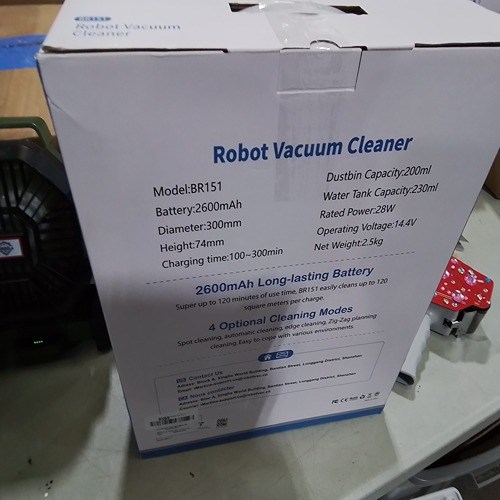 BR151
Robot Vacuum
Cleaner
Robot Vacuum Cleaner
Model:BR151
Battery:2600mAh
Diameter:300mm
Height:74mm
Charging time:100~300min
Dustbin Capacity:200ml
Water Tank Capacity:230ml
Rated Power:28W
Operating Voltage:14.4V
Net Weight:2.5kg
2600mAh Long-lasting Battery
Super up to 120 minutes of use time, BR151 easily cleans up to 120
square meters per charge.
4 Optional Cleaning Modes
Spot cleaning, automatic cleaning, edge cleaning, Zig-Zag planning
cleaning. Easy to cope with various environments.
Contact Us